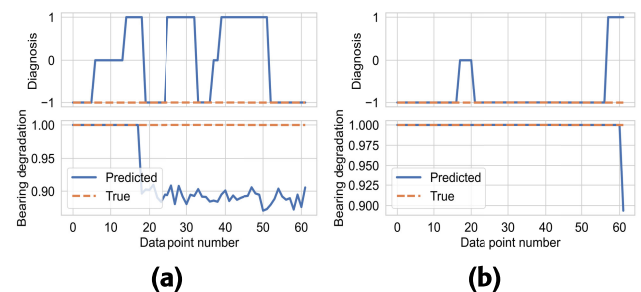 Diagnosis
1
0
−1
Bearing degradation
1.00
0.95
0.90
Predicted
True
0 10 20 30 40 50 60
Data point number
(a)
Diagnosis
1
0
−1
Bearing degradation
1.000
0.975
0.950
0.925
0.900
Predicted
True
0 10 20 30 40 50 60
Data point number
(b)